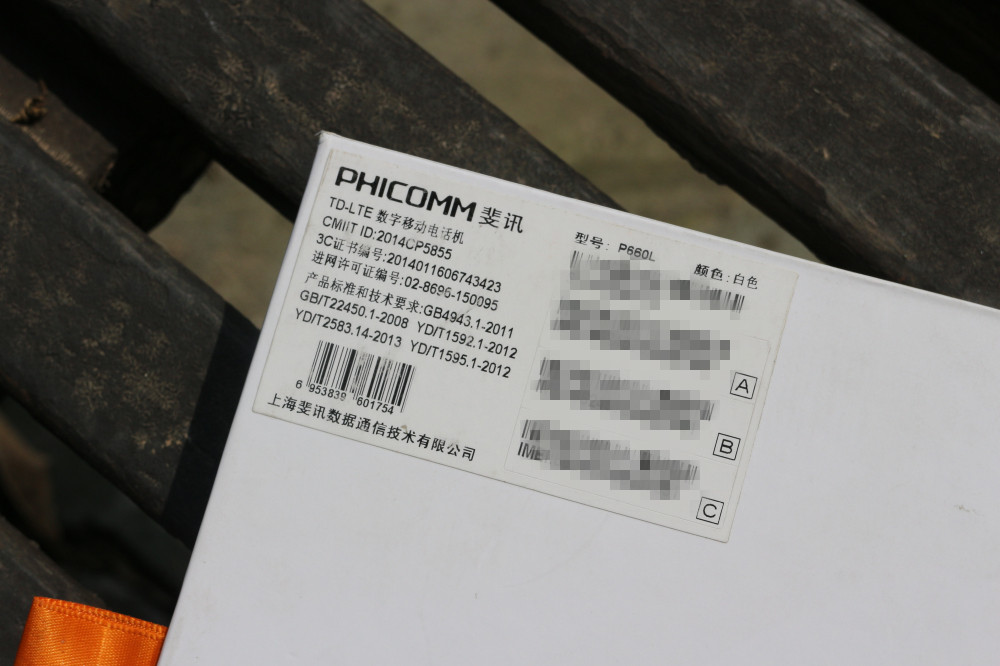 PHICOMM 斐讯
TD-LTE 数字移动电话机
CMIIT ID:2014CP5855
3C证书编号:2014011606743423
进网许可证编号:02-8696-150095
产品标准和技术要求:GB4943.1-2011
GB/T22450.1-2008 YD/T1592.1-2012
YD/T2583.14-2013 YD/T1595.1-2012
6 953839 601754
上海斐讯数据通信技术有限公司
型号: P660L 颜色:白色
A
B
C